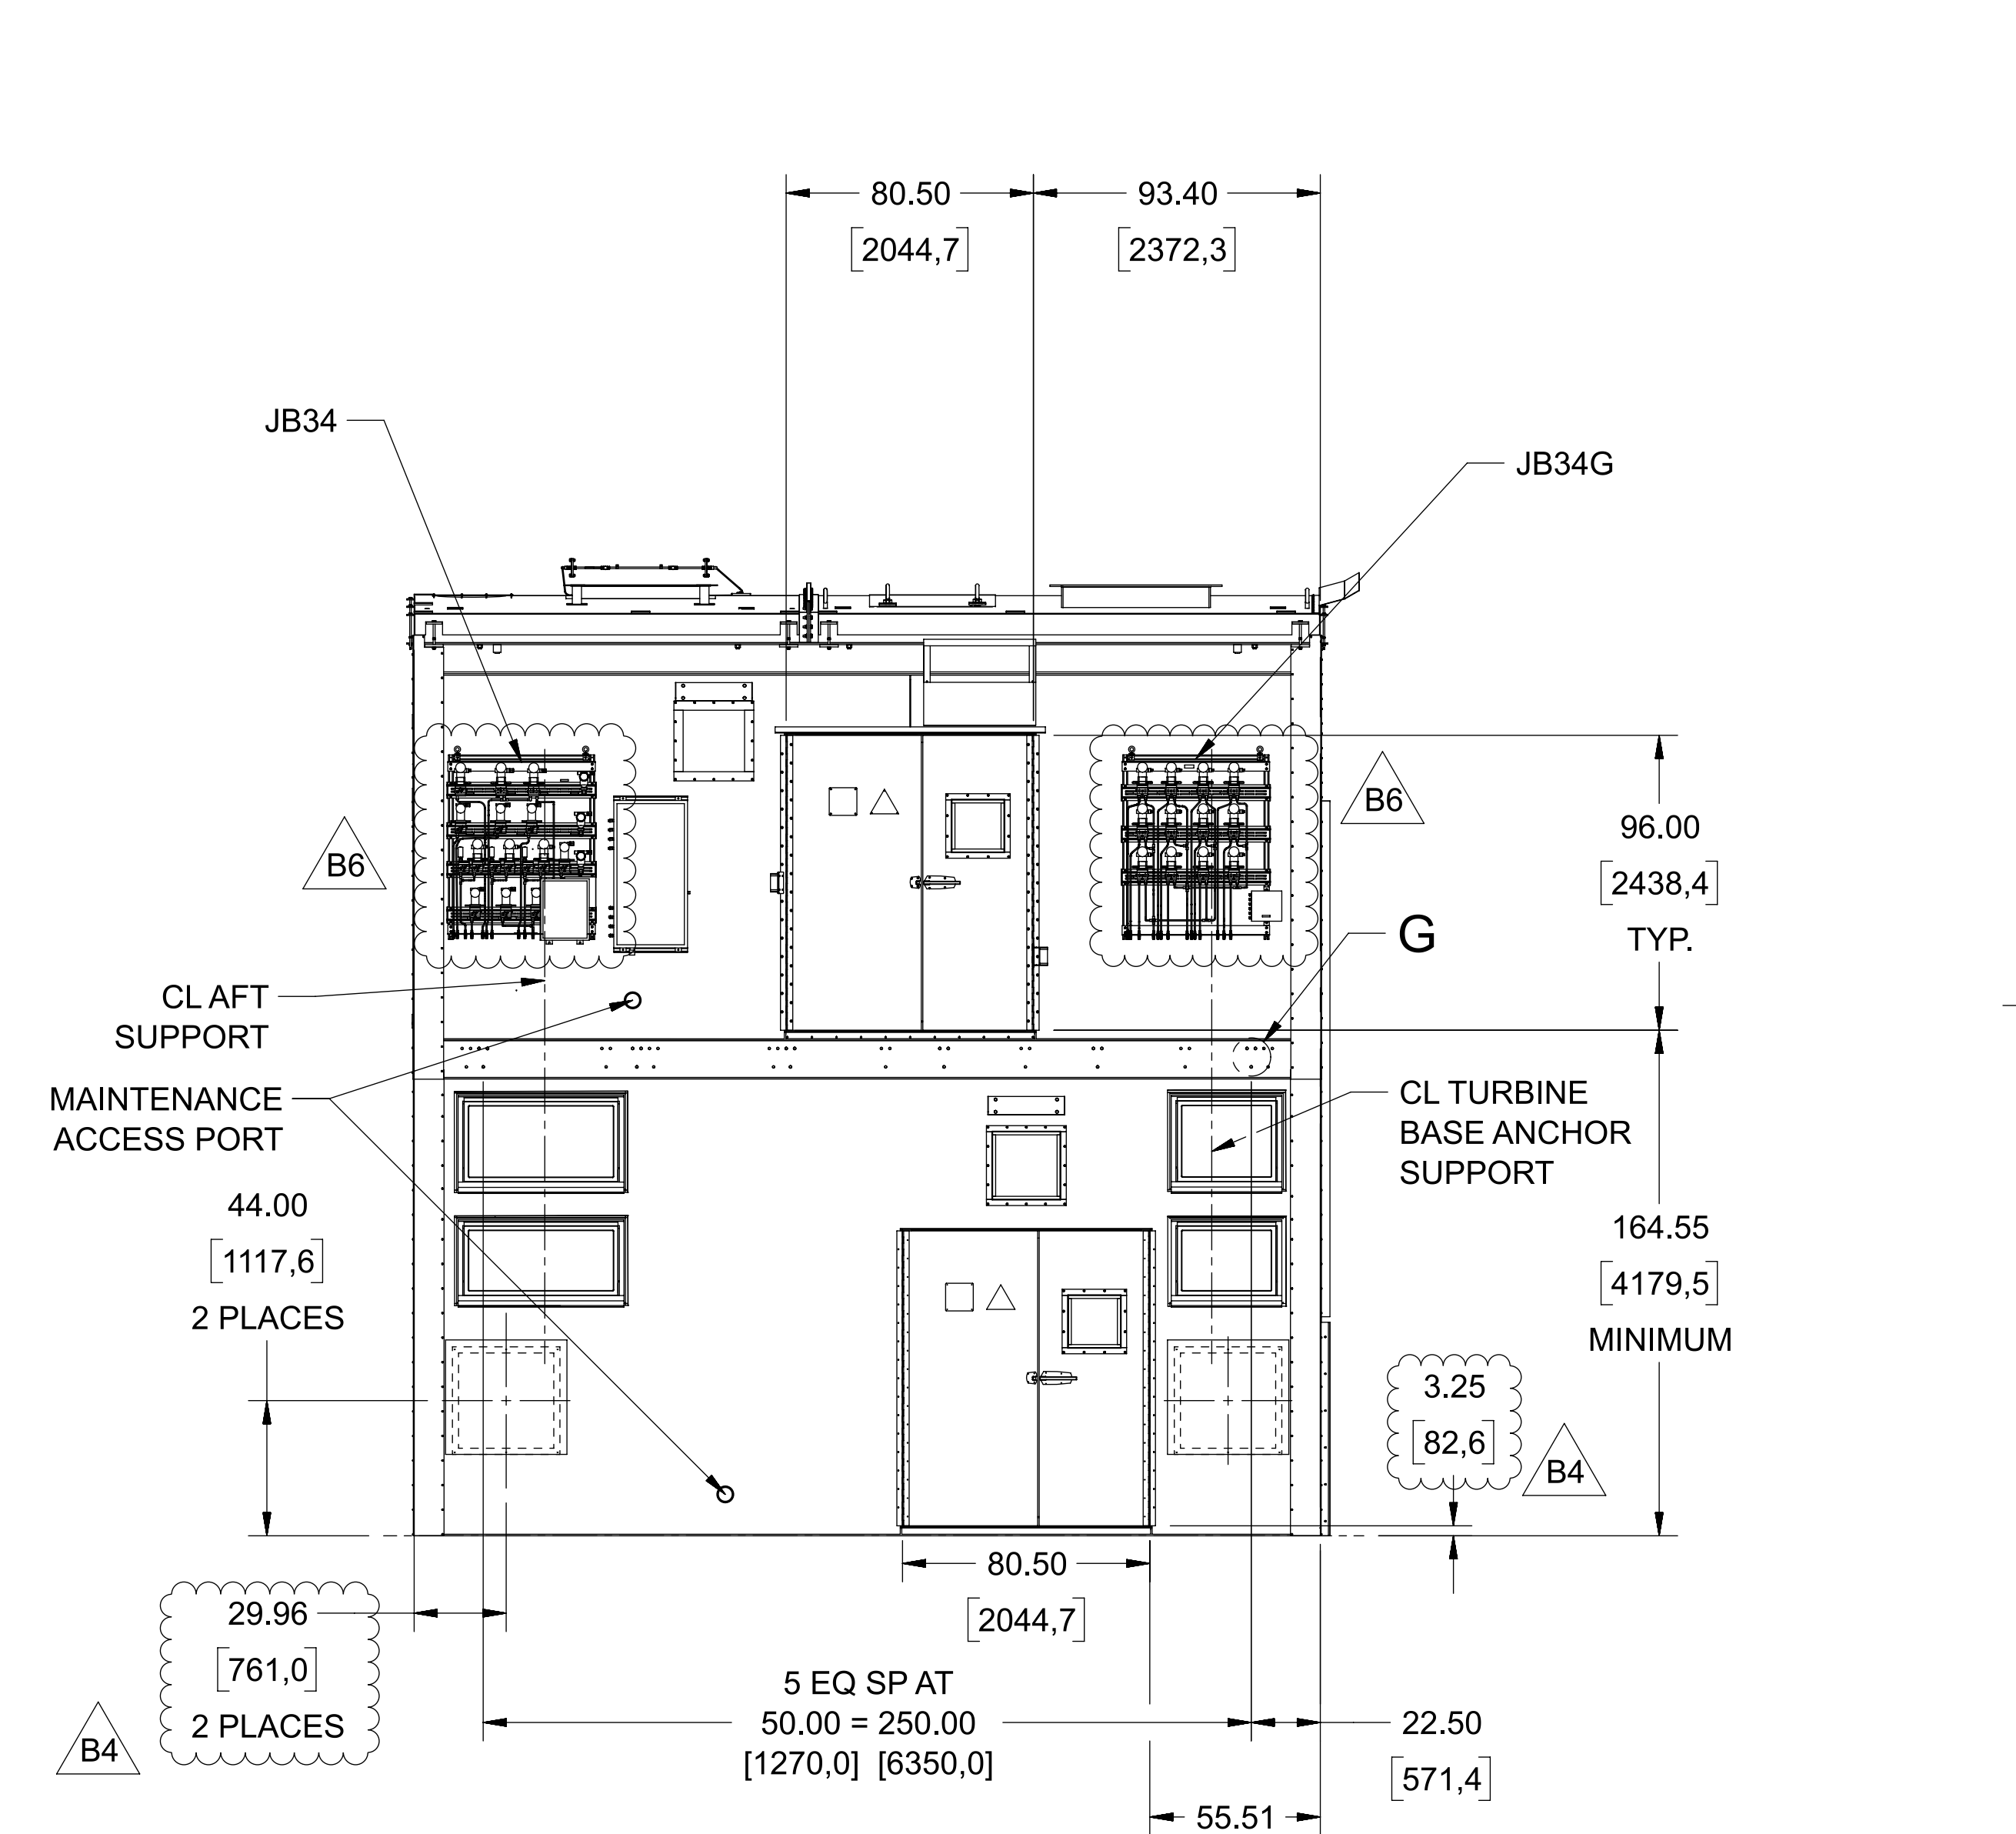 80.50
[2044,7]
93.40
[2372,3]
JB34
JB34G
B6
B6
96.00
[2438,4]
TYP.
G
CL AFT
SUPPORT
MAINTENANCE
ACCESS PORT
CL TURBINE
BASE ANCHOR
SUPPORT
44.00
[1117,6]
2 PLACES
164.55
[4179,5]
MINIMUM
3.25
[82,6]
B4
80.50
[2044,7]
29.96
[761,0]
2 PLACES
B4
5 EQ SP AT
50.00 = 250.00
[1270,0] [6350,0]
22.50
[571,4]
55.51